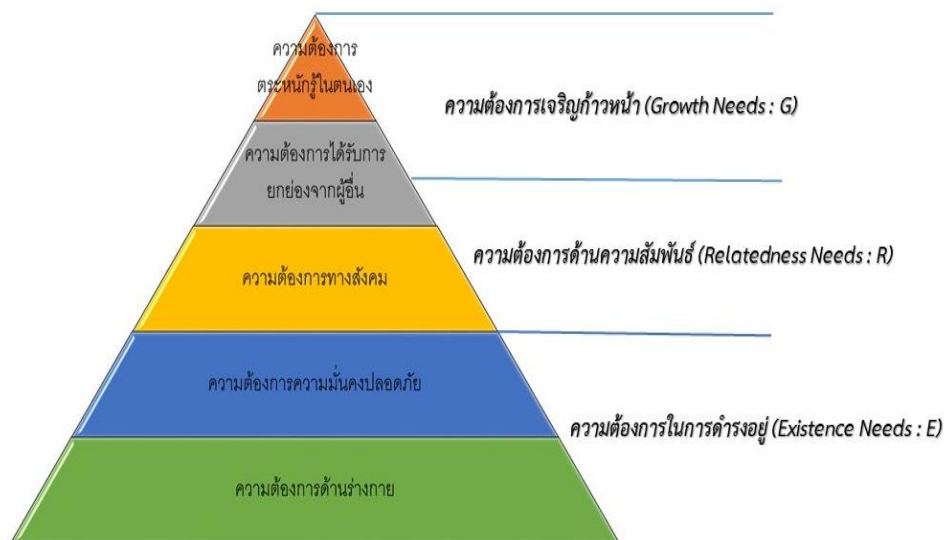 ความต้องการ
ตระหนักรู้ในตนเอง
ความต้องการเจริญก้าวหน้า (Growth Needs : G)
ความต้องการได้รับการ
ยกย่องจากผู้อื่น
ความต้องการด้านความสัมพันธ์ (Relatedness Needs : R)
ความต้องการทางสังคม
ความต้องการความมั่นคงปลอดภัย
ความต้องการในการดำรงอยู่ (Existence Needs : E)
ความต้องการด้านร่างกาย